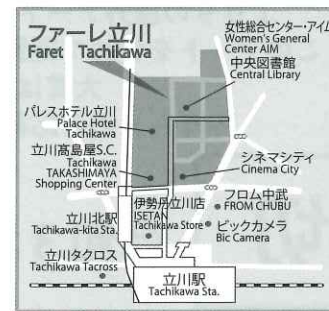 ファーレ立川
Faret Tachikawa
女性総合センター・アイム
Women's General
Center AIM
中央図書館
Central Library
パレスホテル立川
Palace Hotel
Tachikawa
立川髙島屋S.C.
Tachikawa
TAKASHIMAYA
Shopping Center
シネマシティ
Cinema City
伊勢丹立川店
ISETAN
Tachikawa Store
フロム中武
FROM CHUBU
立川北駅
Tachikawa-kita Sta.
ビックカメラ
Bic Camera
立川タクロス
Tachikawa Tacross
立川駅
Tachikawa Sta.